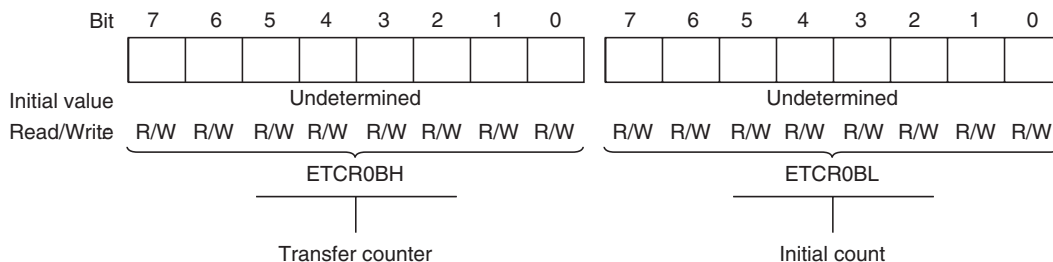 Bit 7 6 5 4 3 2 1 0 7 6 5 4 3 2 1 0
Initial value Undetermined Undetermined
Read/Write R/W R/W R/W R/W R/W R/W R/W R/W R/W R/W R/W R/W R/W R/W R/W R/W
ETCR0BH ETCR0BL
Transfer counter Initial count